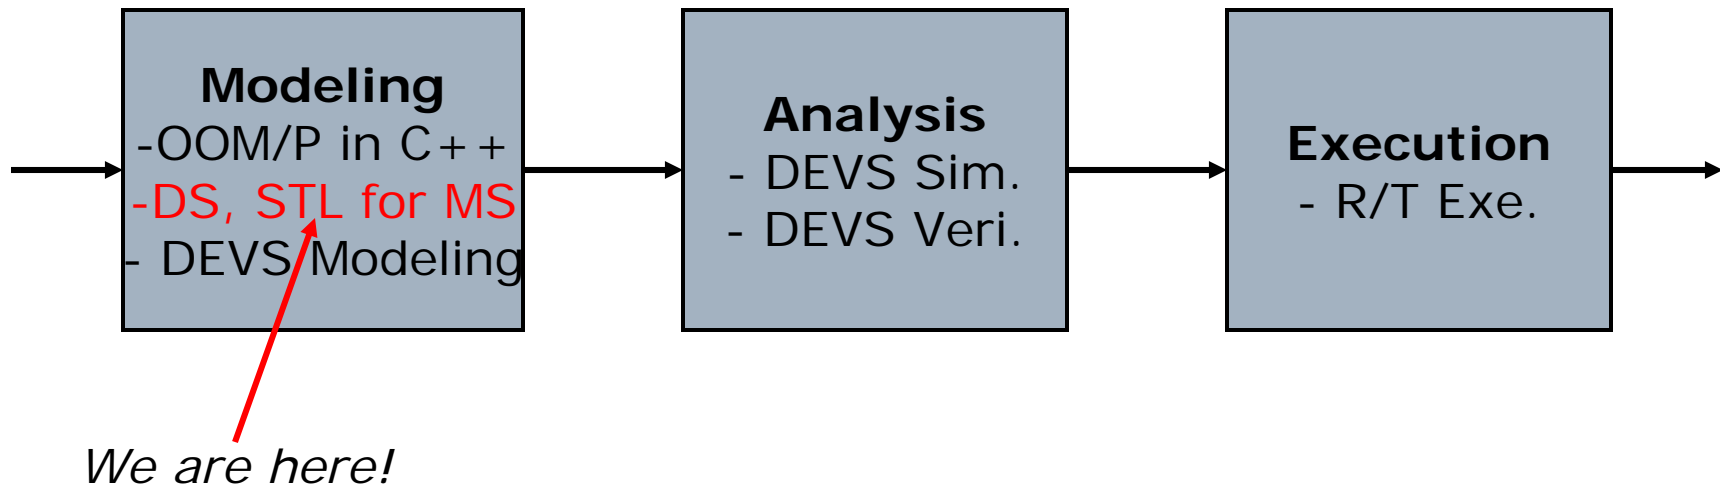 Modeling
-OOM/P in C++
-DS, STL for MS
- DEVS Modeling
Analysis
- DEVS Sim.
- DEVS Veri.
Execution
- R/T Exe.
We are here!